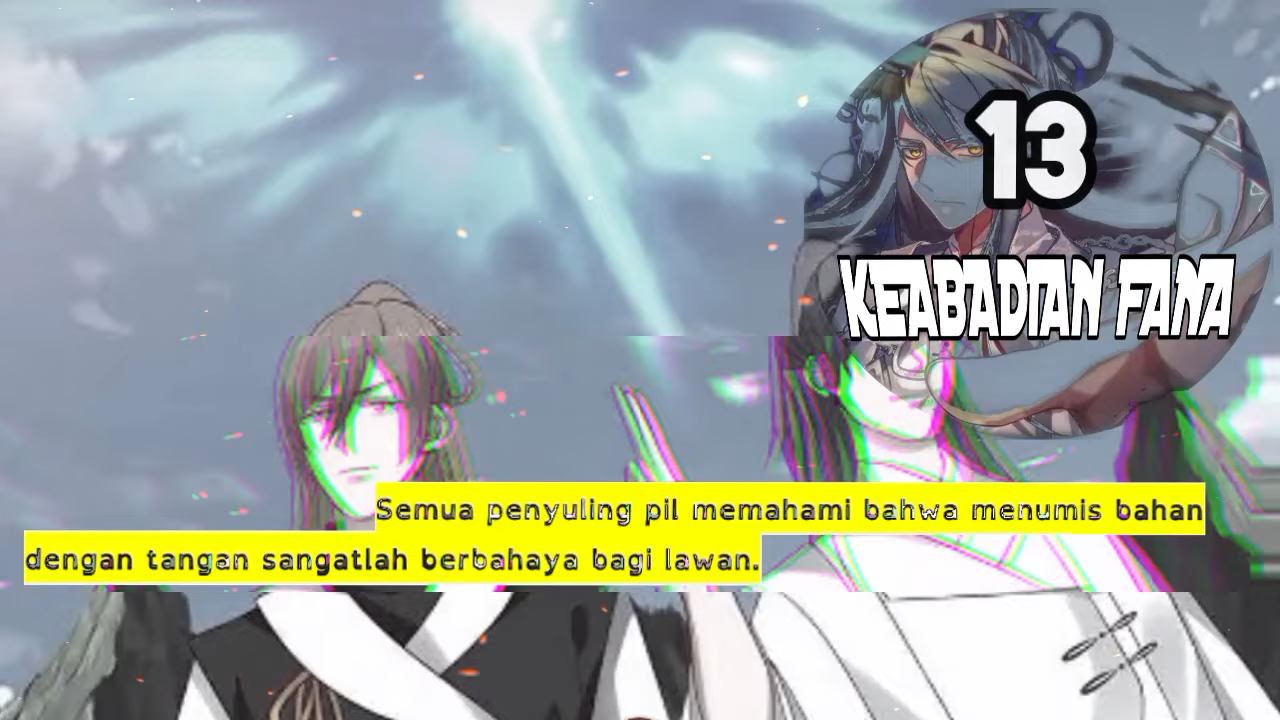 13
KEABADIAN FANA
Semua penyuling pil memahami bahwa menumis bahan
dengan tangan sangatlah berbahaya bagi lawan.